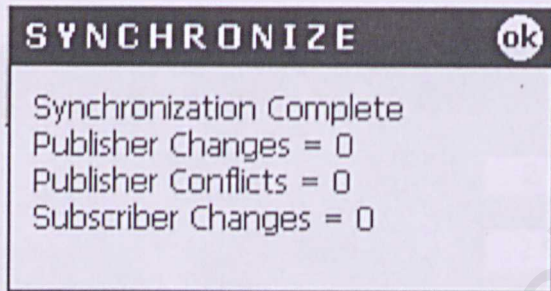 SYNCHRONIZE ok
Synchronization Complete
Publisher Changes = 0
Publisher Conflicts = 0
Subscriber Changes = 0